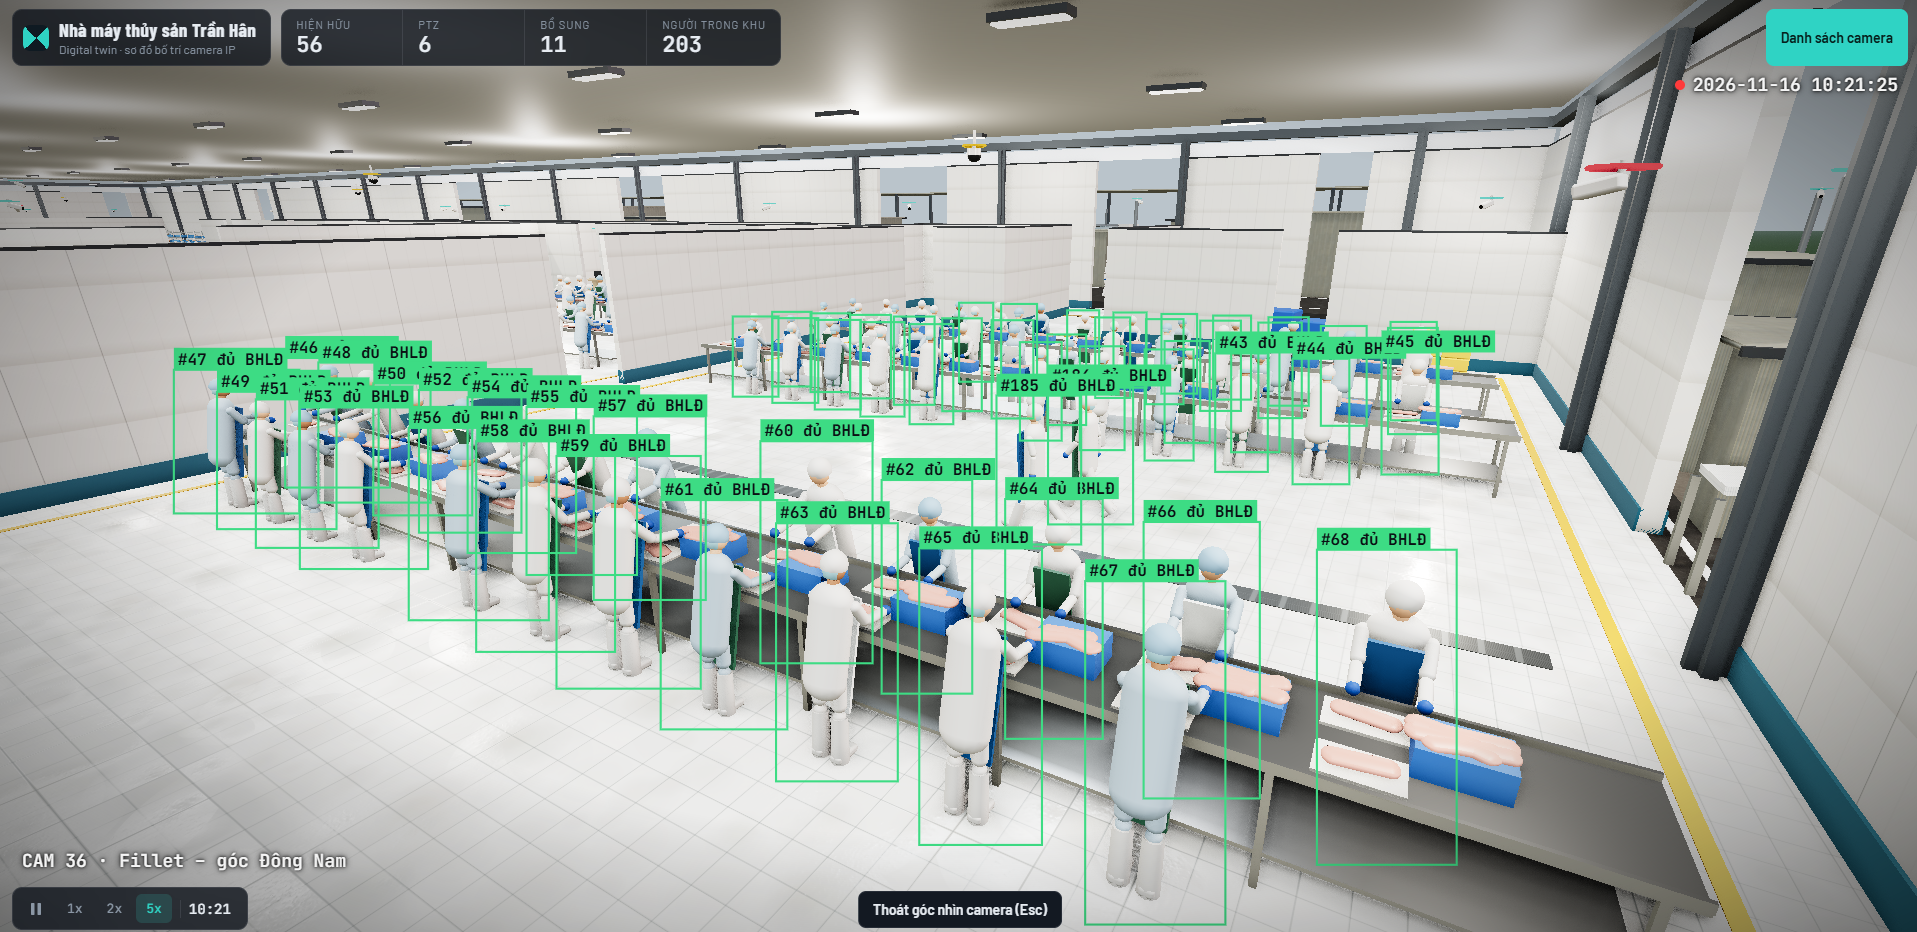 Nhà máy thủy sản Trần Hân
Digital twin · sơ đồ bố trí camera IP
HIỆN HỮU
56
PTZ
6
BỔ SUNG
11
NGƯỜI TRONG KHU
203
Danh sách camera
2026-11-16 10:21:25
#47 đủ BHLĐ
#46
#48 đủ BHLĐ
#49
#50
#51
#52
#53 đủ BHLĐ
#54 đủ BHLĐ
#55 đủ
#56 đủ BHLĐ
#57 đủ BHLĐ
#58 đủ BHLĐ
#59 đủ BHLĐ
#60 đủ BHLĐ
#61 đủ BHLĐ
#62 đủ BHLĐ
#63 đủ BHLĐ
#64 đủ BHLĐ
#65 đủ BHLĐ
#66 đủ BHLĐ
#67 đủ BHLĐ
#68 đủ BHLĐ
#185 đủ BHLĐ
BHLĐ
#43 đủ
#44 đủ
#45 đủ BHLĐ
CAM 36 · Fillet – góc Đông Nam
1x
2x
5x
10:21
Thoát góc nhìn camera (Esc)